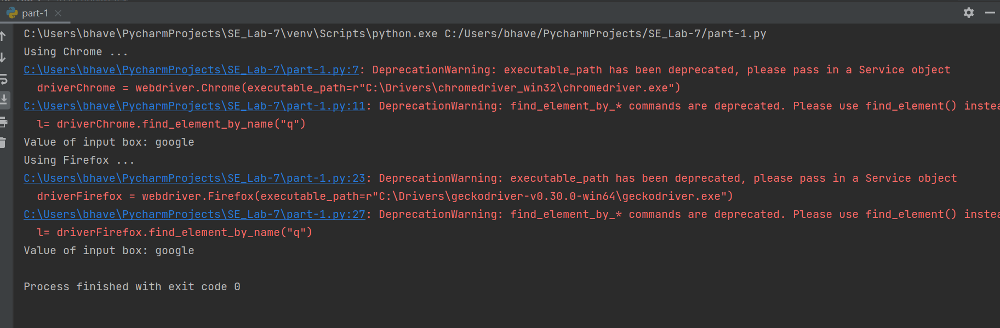 part-1
C:\Users\bhave\PycharmProjects\SE_Lab-7\venv\Scripts\python.exe C:/Users/bhave/PycharmProjects/SE_Lab-7/part-1.py
Using Chrome ...
C:\Users\bhave\PycharmProjects\SE_Lab-7\part-1.py:7: DeprecationWarning: executable_path has been deprecated, please pass in a Service object
  driverChrome = webdriver.Chrome(executable_path=r"C:\Drivers\chromedriver_win32\chromedriver.exe")
C:\Users\bhave\PycharmProjects\SE_Lab-7\part-1.py:11: DeprecationWarning: find_element_by_* commands are deprecated. Please use find_element()
  l= driverChrome.find_element_by_name("q")
Value of input box: google
Using Firefox ...
C:\Users\bhave\PycharmProjects\SE_Lab-7\part-1.py:23: DeprecationWarning: executable_path has been deprecated, please pass in a Service object
  driverFirefox = webdriver.Firefox(executable_path=r"C:\Drivers\geckodriver-v0.30.0-win64\geckodriver.exe")
C:\Users\bhave\PycharmProjects\SE_Lab-7\part-1.py:27: DeprecationWarning: find_element_by_* commands are deprecated. Please use find_element()
  l= driverFirefox.find_element_by_name("q")
Value of input box: google
Process finished with exit code 0